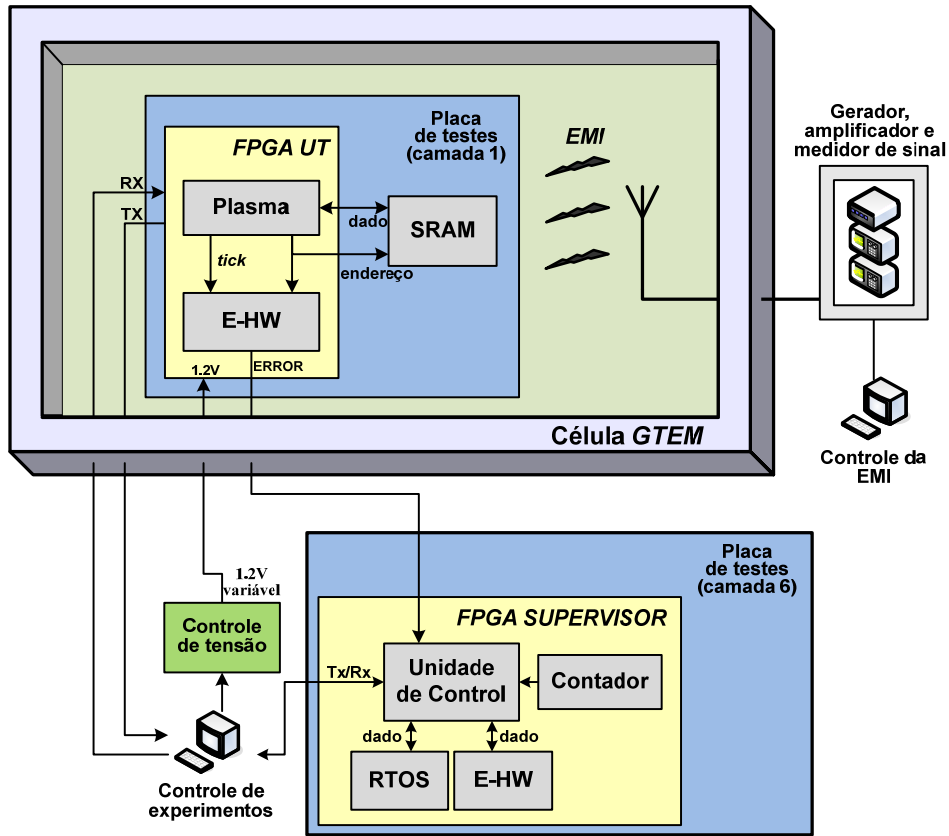 Placa
de testes
(camada 1)
FPGA UT
EMI
Gerador,
amplificador e
medidor de sinal
RX
TX
Plasma
dado
SRAM
tick
endereço
E-HW
1.2V
ERROR
Célula GTEM
Controle da
EMI
1.2V
variável
Placa
de testes
(camada 6)
FPGA SUPERVISOR
Controle
de tensão
Tx/Rx
Unidade
de Control
Contador
dado
dado
RTOS
E-HW
Controle de
experimentos